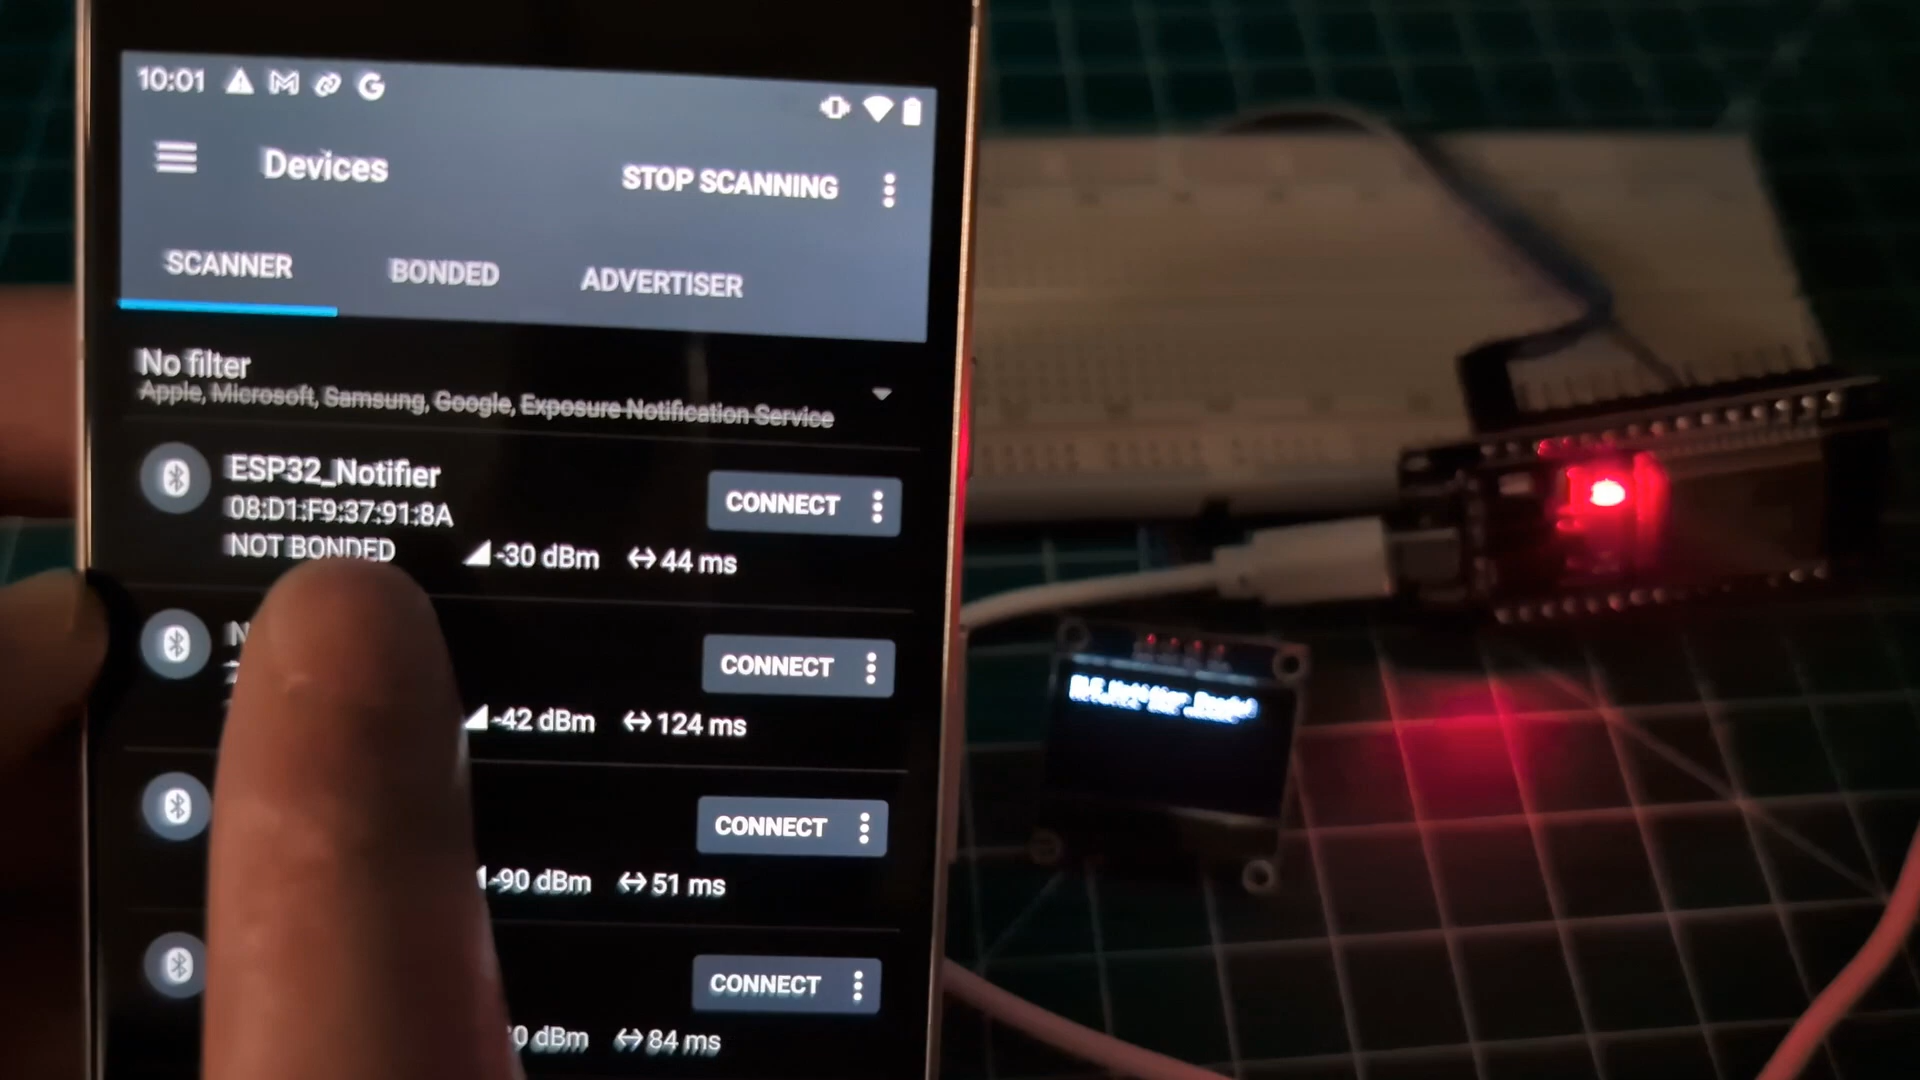 10:01
Devices
STOP SCANNING
SCANNER BONDED ADVERTISER
No filter
Apple, Microsoft, Samsung, Google, Exposure Notification Service
ESP32_Notifier
CONNECT
08:D1:F9:37:91:8A
NOT BONDED -30 dBm 44 ms
CONNECT
-42 dBm 124 ms
CONNECT
-90 dBm 51 ms
CONNECT
dBm 84 ms